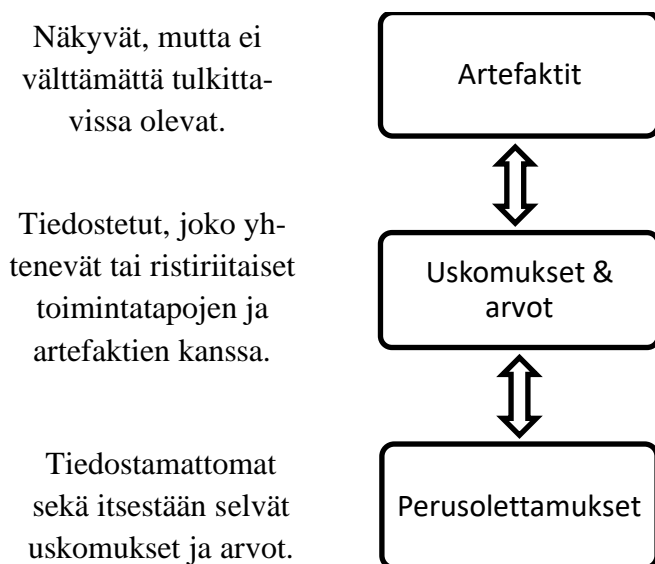 Näkyvät, mutta ei
välttämättä tulkitta-
vissa olevat.
Artefaktit
Tiedostetut, joko yh-
tenevät tai ristiriitaiset
toimintatapojen ja
artefaktien kanssa.
Uskomukset &
arvot
Tiedostamattomat
sekä itsestään selvät
uskomukset ja arvot.
Perusolettamukset